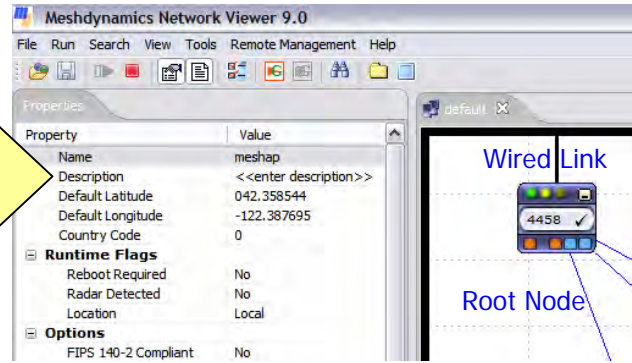 Meshdynamics Network Viewer 9.0
File Run Search View Tools Remote Management Help
Properties
default
Property Value
Name meshap
Description <<enter description>>
Default Latitude 042.358544
Default Longitude -122.387695
Country Code 0
Runtime Flags
Reboot Required No
Radar Detected No
Location Local
Options
FIPS 140-2 Compliant No
Wired Link
4458
Root Node